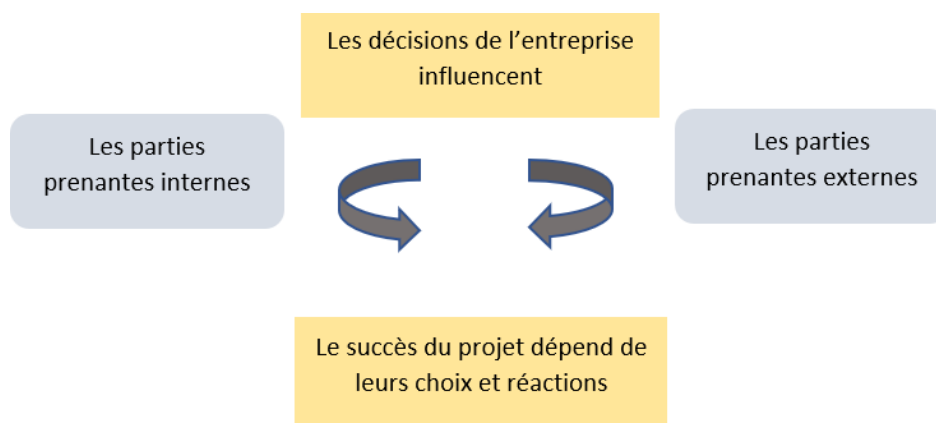 Les décisions de l’entreprise
influencent
Les parties
prenantes internes
Les parties
prenantes externes
Le succès du projet dépend de
leurs choix et réactions